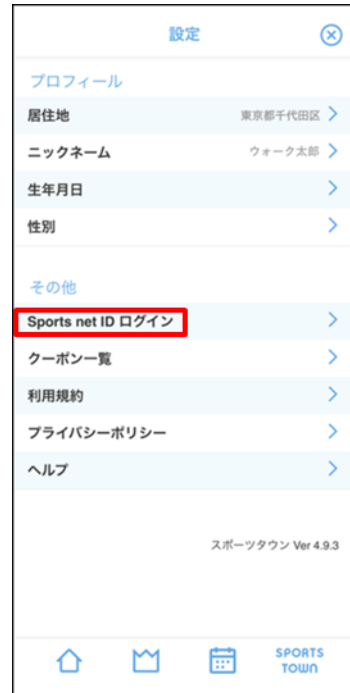 設定
プロフィール
居住地 東京都千代田区
ニックネーム ウォーク太郎
生年月日
性別
その他
Sports net ID ログイン
クーポン一覧
利用規約
プライバシーポリシー
ヘルプ
スポーツタウン Ver 4.9.3
SPORTS
TOWN